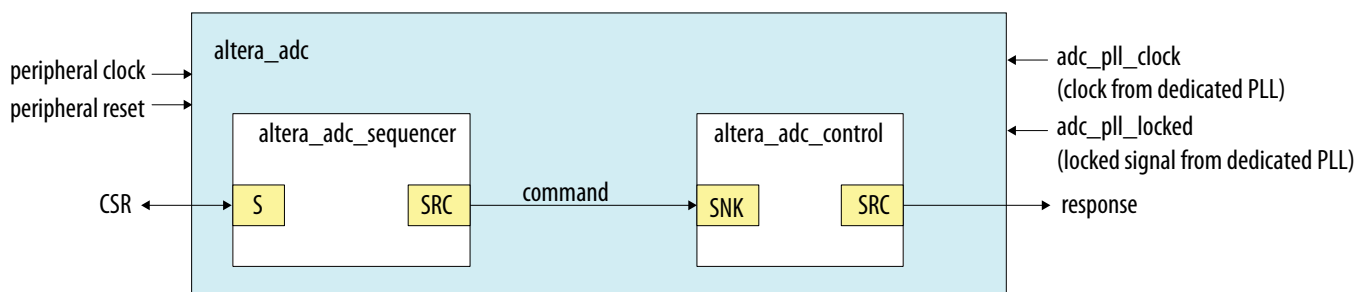 altera_adc
peripheral clock
peripheral reset
adc_pll_clock
(clock from dedicated PLL)
adc_pll_locked
(locked signal from dedicated PLL)
altera_adc_sequencer
altera_adc_control
CSR
S
SRC
command
SNK
SRC
response